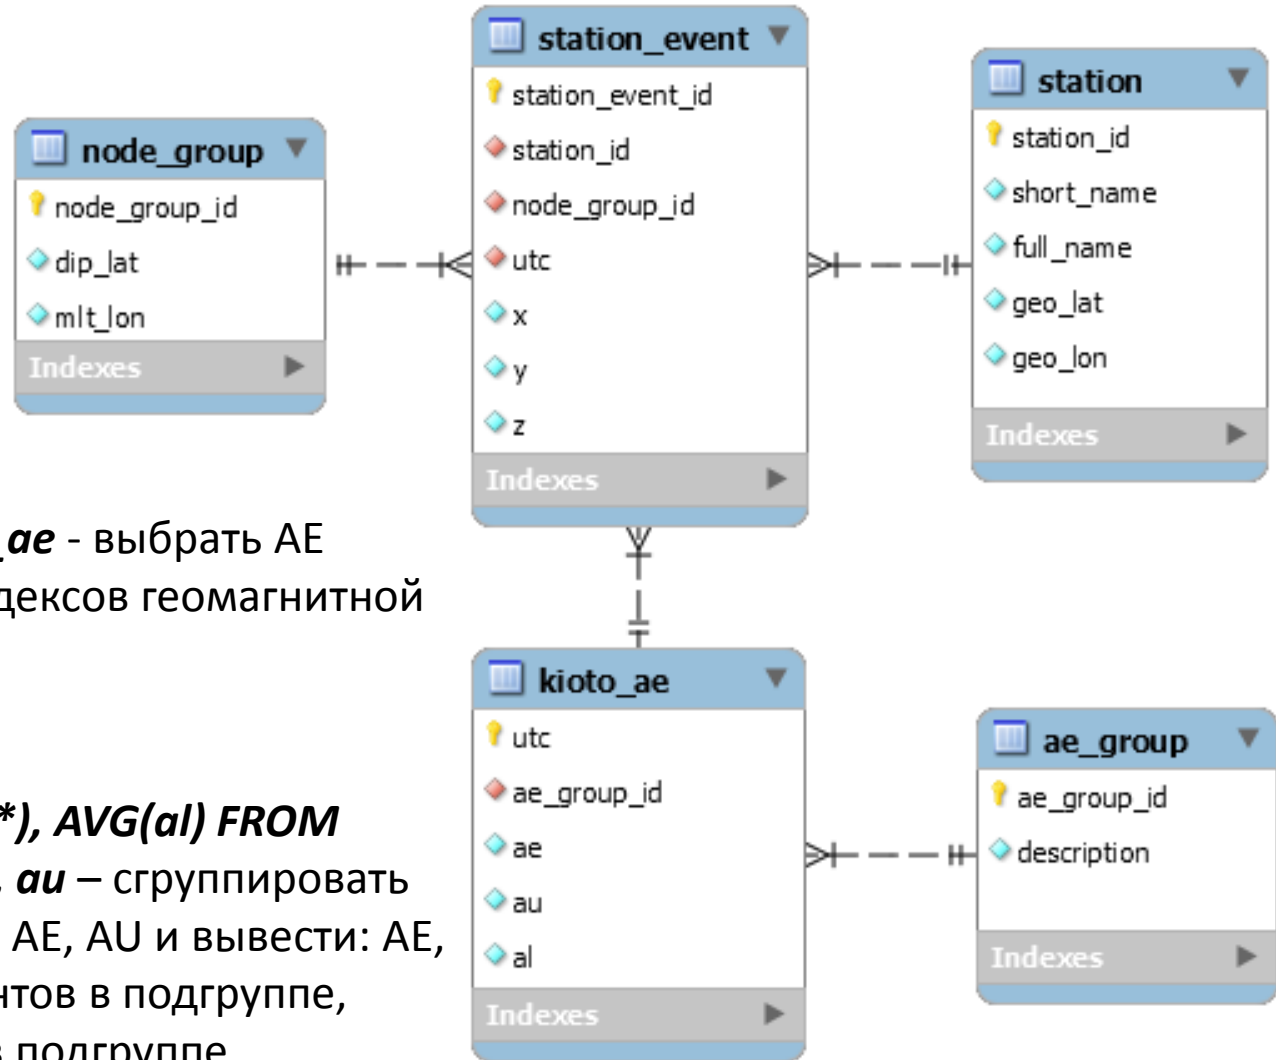 station_event
station_event_id
station_id
node_group_id
utc
x
y
z
Indexes
station
station_id
short_name
full_name
geo_lat
geo_lon
Indexes
node_group
node_group_id
dip_lat
mlt_lon
Indexes
_ae - выбрать AE
дексов геомагнитной
*), AVG(al) FROM
, au – сгруппировать
AE, AU и вывести: AE,
нтов в подгруппе,
в подгруппе
kioto_ae
utc
ae_group_id
ae
au
al
Indexes
ae_group
ae_group_id
description
Indexes